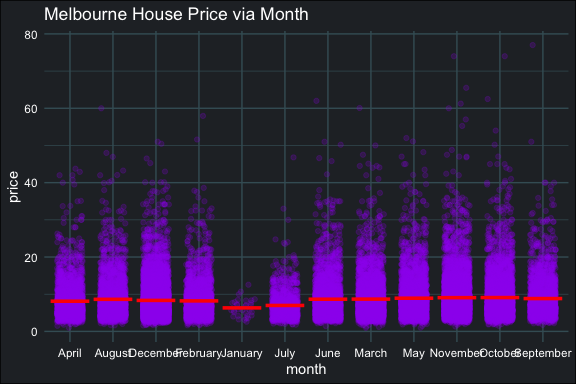 Melbourne House Price via Month
80
60
40
20
0
price
April August December February January July June March May November October September
month